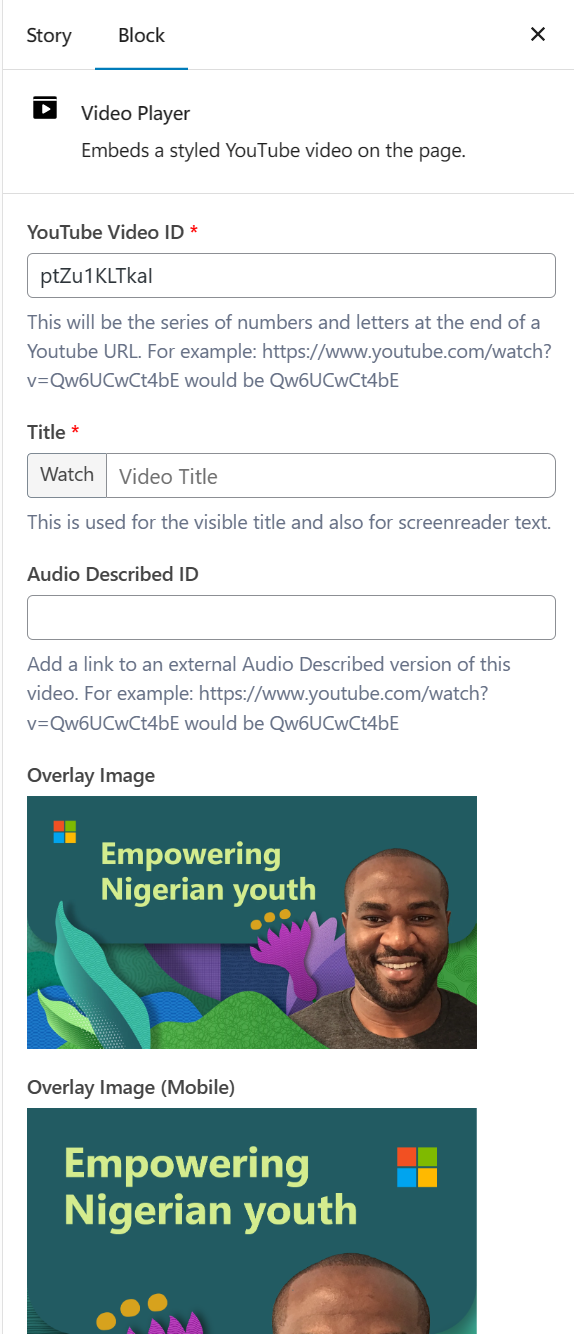 Story Block
Video Player
Embeds a styled YouTube video on the page.
YouTube Video ID *
ptZu1KLTkaI
This will be the series of numbers and letters at the end of a
Youtube URL. For example: https://www.youtube.com/watch?
v=Qw6UCwCt4bE would be Qw6UCwCt4bE
Title *
Watch Video Title
This is used for the visible title and also for screenreader text.
Audio Described ID
Add a link to an external Audio Described version of this
video. For example: https://www.youtube.com/watch?
v=Qw6UCwCt4bE would be Qw6UCwCt4bE
Overlay Image
Empowering
Nigerian youth
Overlay Image (Mobile)
Empowering
Nigerian youth